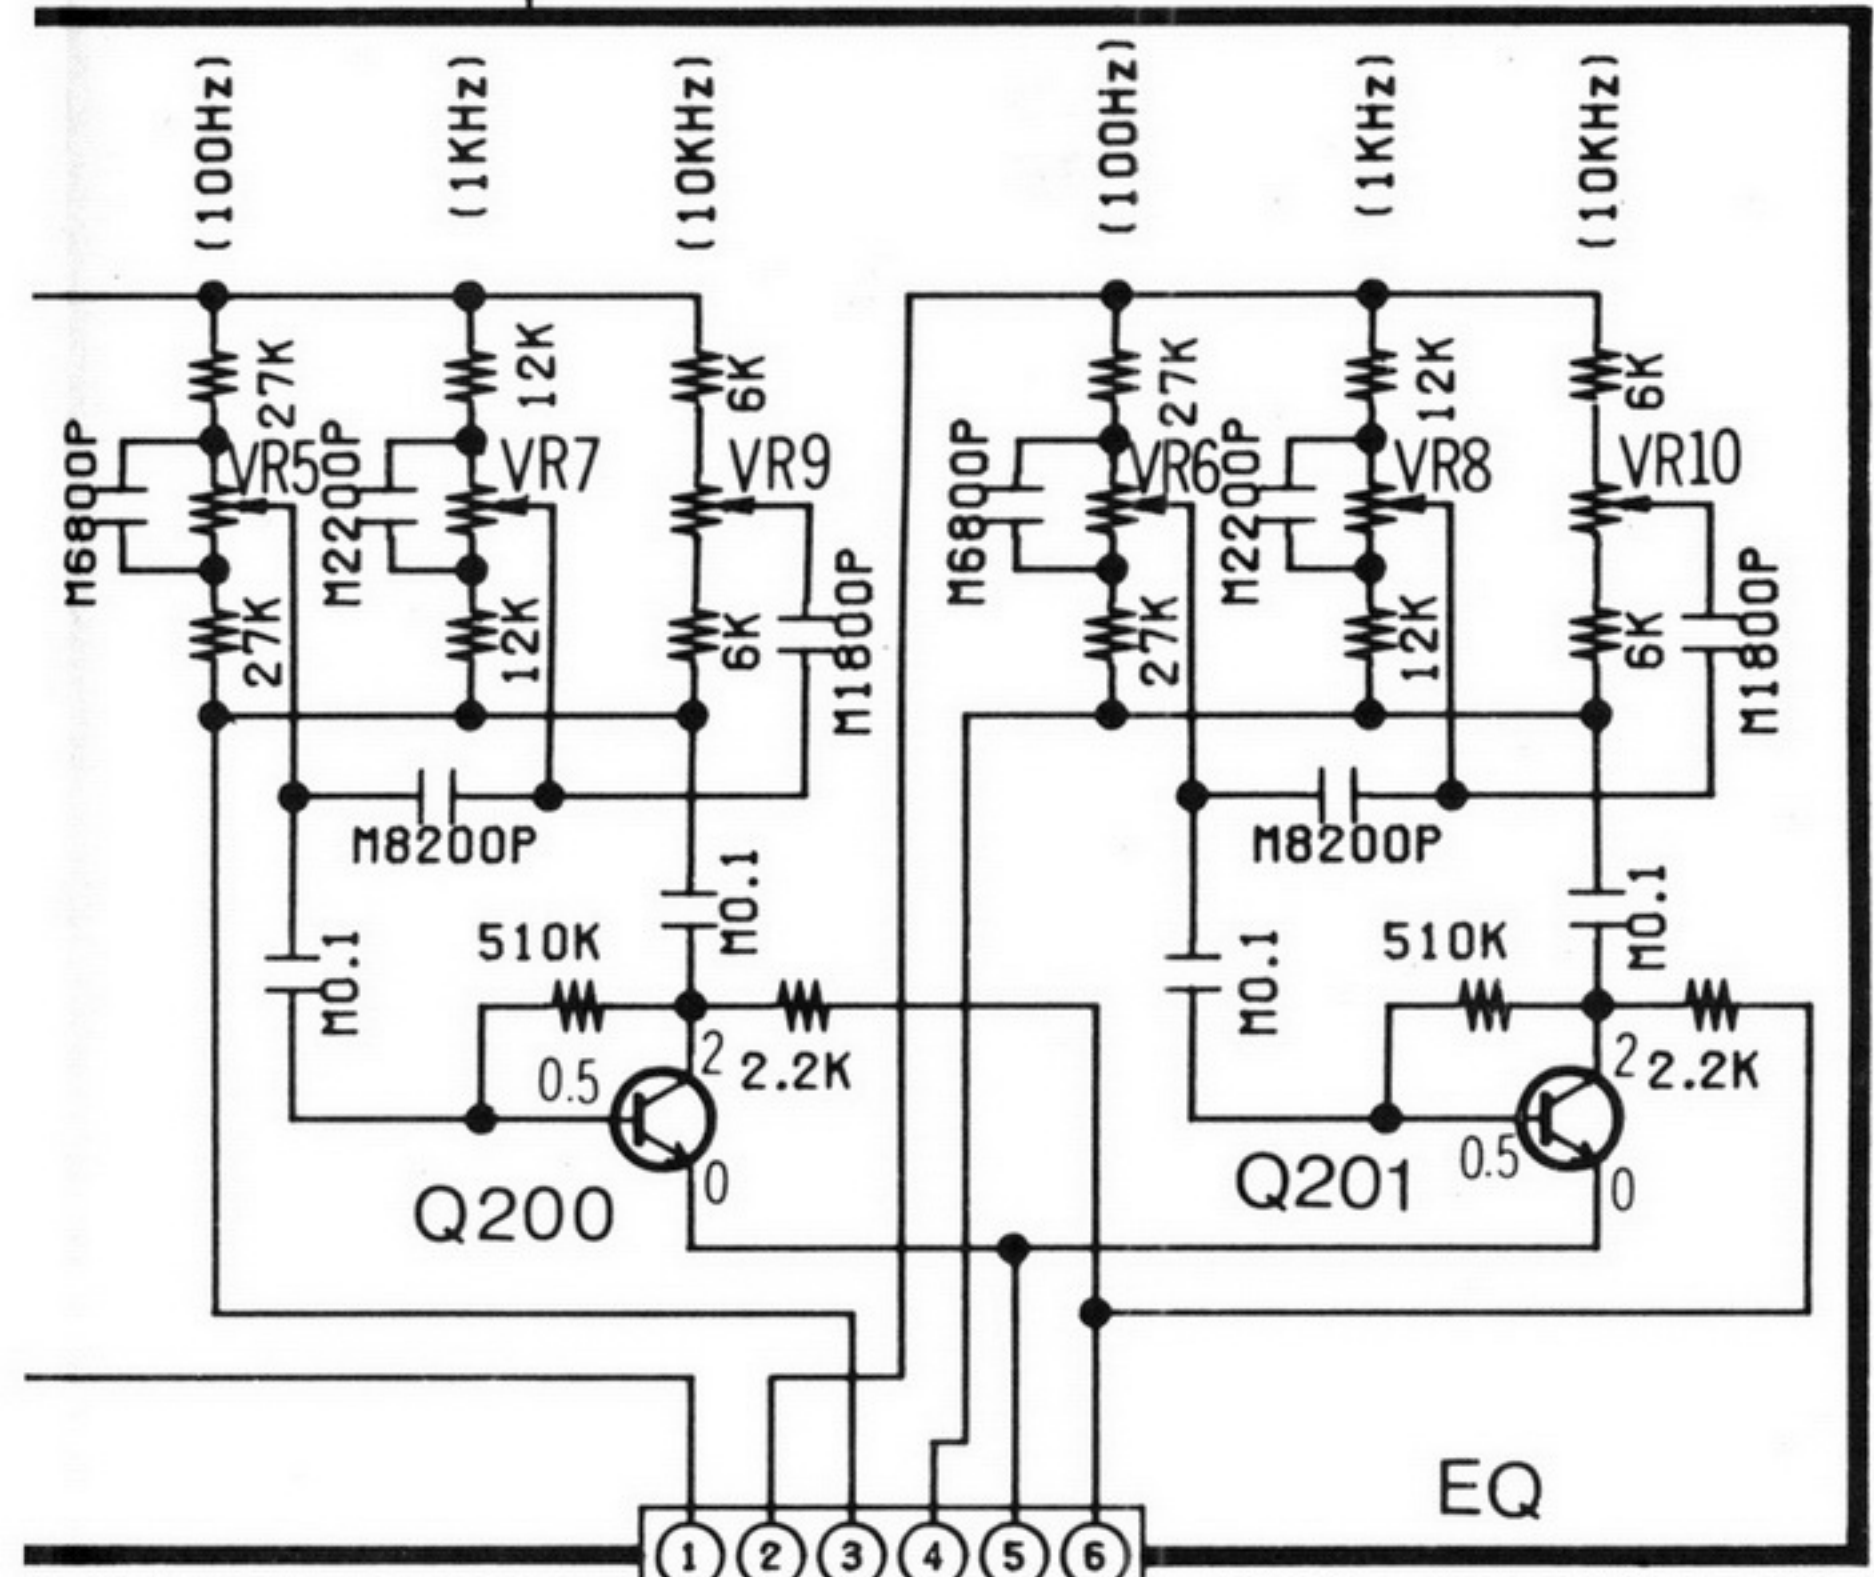 (100Hz) (1KHz) (10KHz) (100Hz) (1KHz) (10KHz)
27K 12K 6K 27K 12K 6K
VR5 VR7 VR9 VR6 VR8 VR10
M6800P M2200P M6800P M2200P
27K 12K 6K M1800P 27K 12K 6K M1800P
M8200P M8200P
M0.1 510K M0.1 M0.1 510K M0.1
0.5 2 2.2K 2 2.2K
Q200 0 Q201 0.5 0
EQ
1 2 3 4 5 6